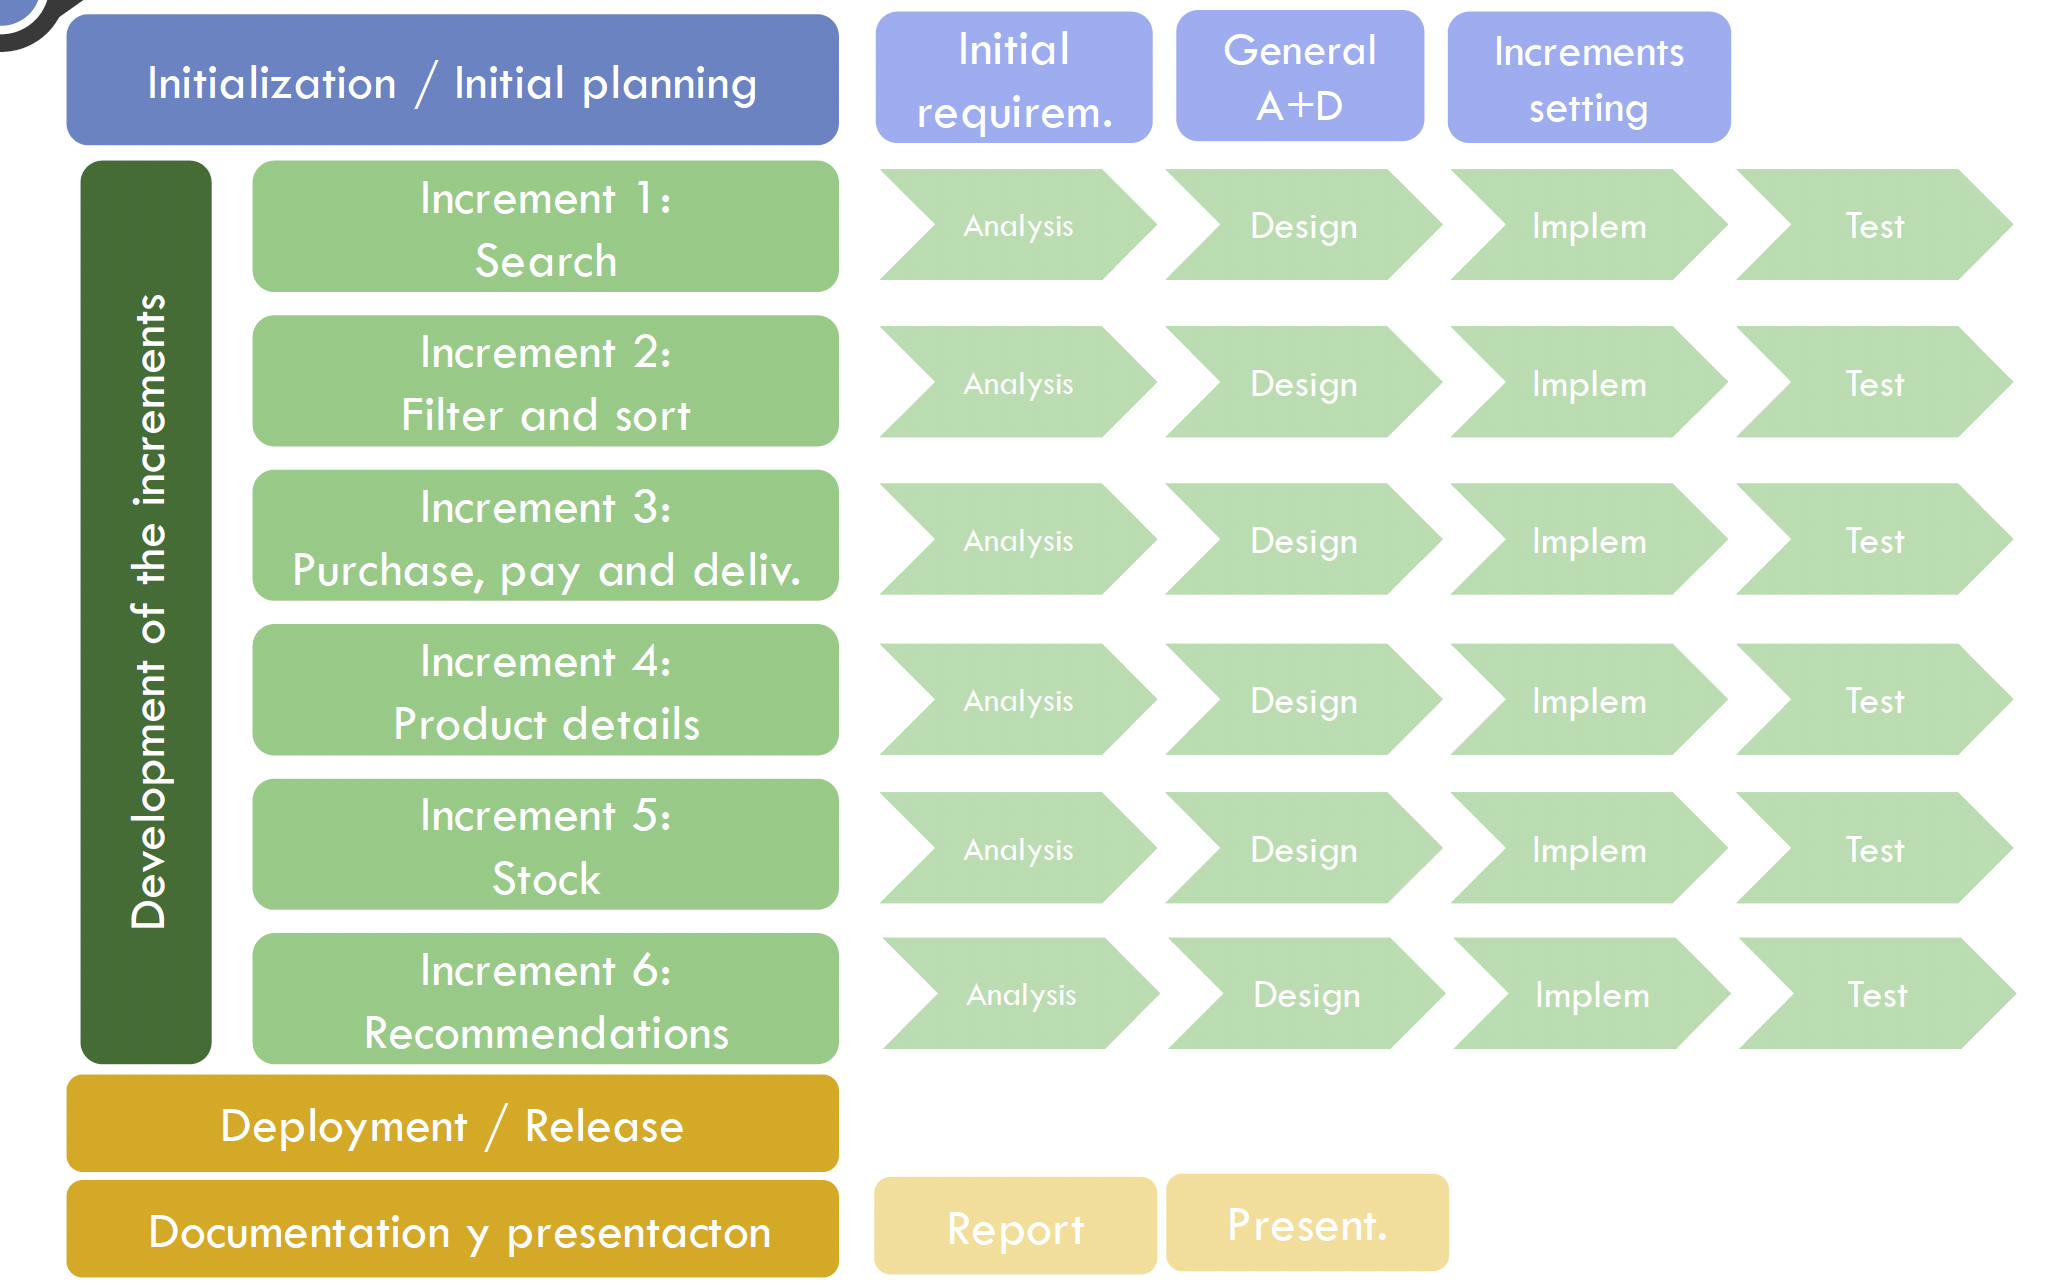 Initialization / Initial planning
Initial
requirem.
General
A+D
Increments
setting
Development of the increments
Increment 1:
Search
Analysis
Design
Implem
Test
Increment 2:
Filter and sort
Analysis
Design
Implem
Test
Increment 3:
Purchase, pay and deliv.
Analysis
Design
Implem
Test
Increment 4:
Product details
Analysis
Design
Implem
Test
Increment 5:
Stock
Analysis
Design
Implem
Test
Increment 6:
Recommendations
Analysis
Design
Implem
Test
Deployment / Release
Documentation y presentacton
Report
Present.